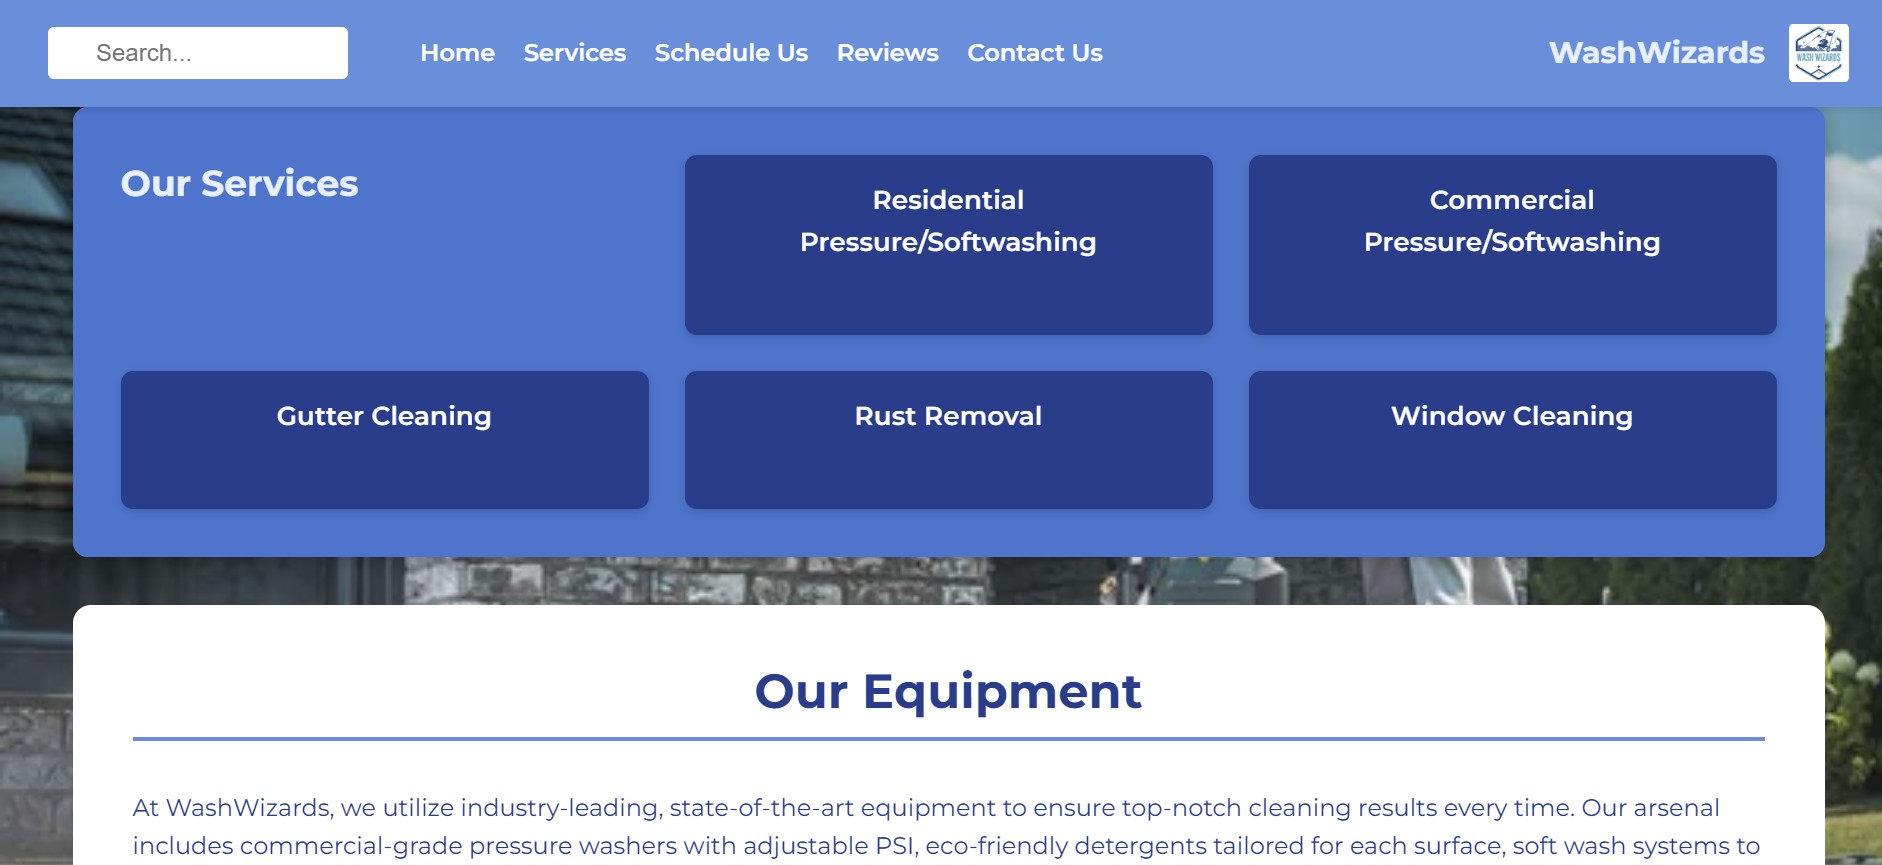 Search...
Home Services Schedule Us Reviews Contact Us
WashWizards
WASH WIZARDS
Our Services
Residential
Pressure/Softwashing
Commercial
Pressure/Softwashing
Gutter Cleaning
Rust Removal
Window Cleaning
Our Equipment
At WashWizards, we utilize industry-leading, state-of-the-art equipment to ensure top-notch cleaning results every time. Our arsenal
includes commercial-grade pressure washers with adjustable PSI, eco-friendly detergents tailored for each surface, soft wash systems to